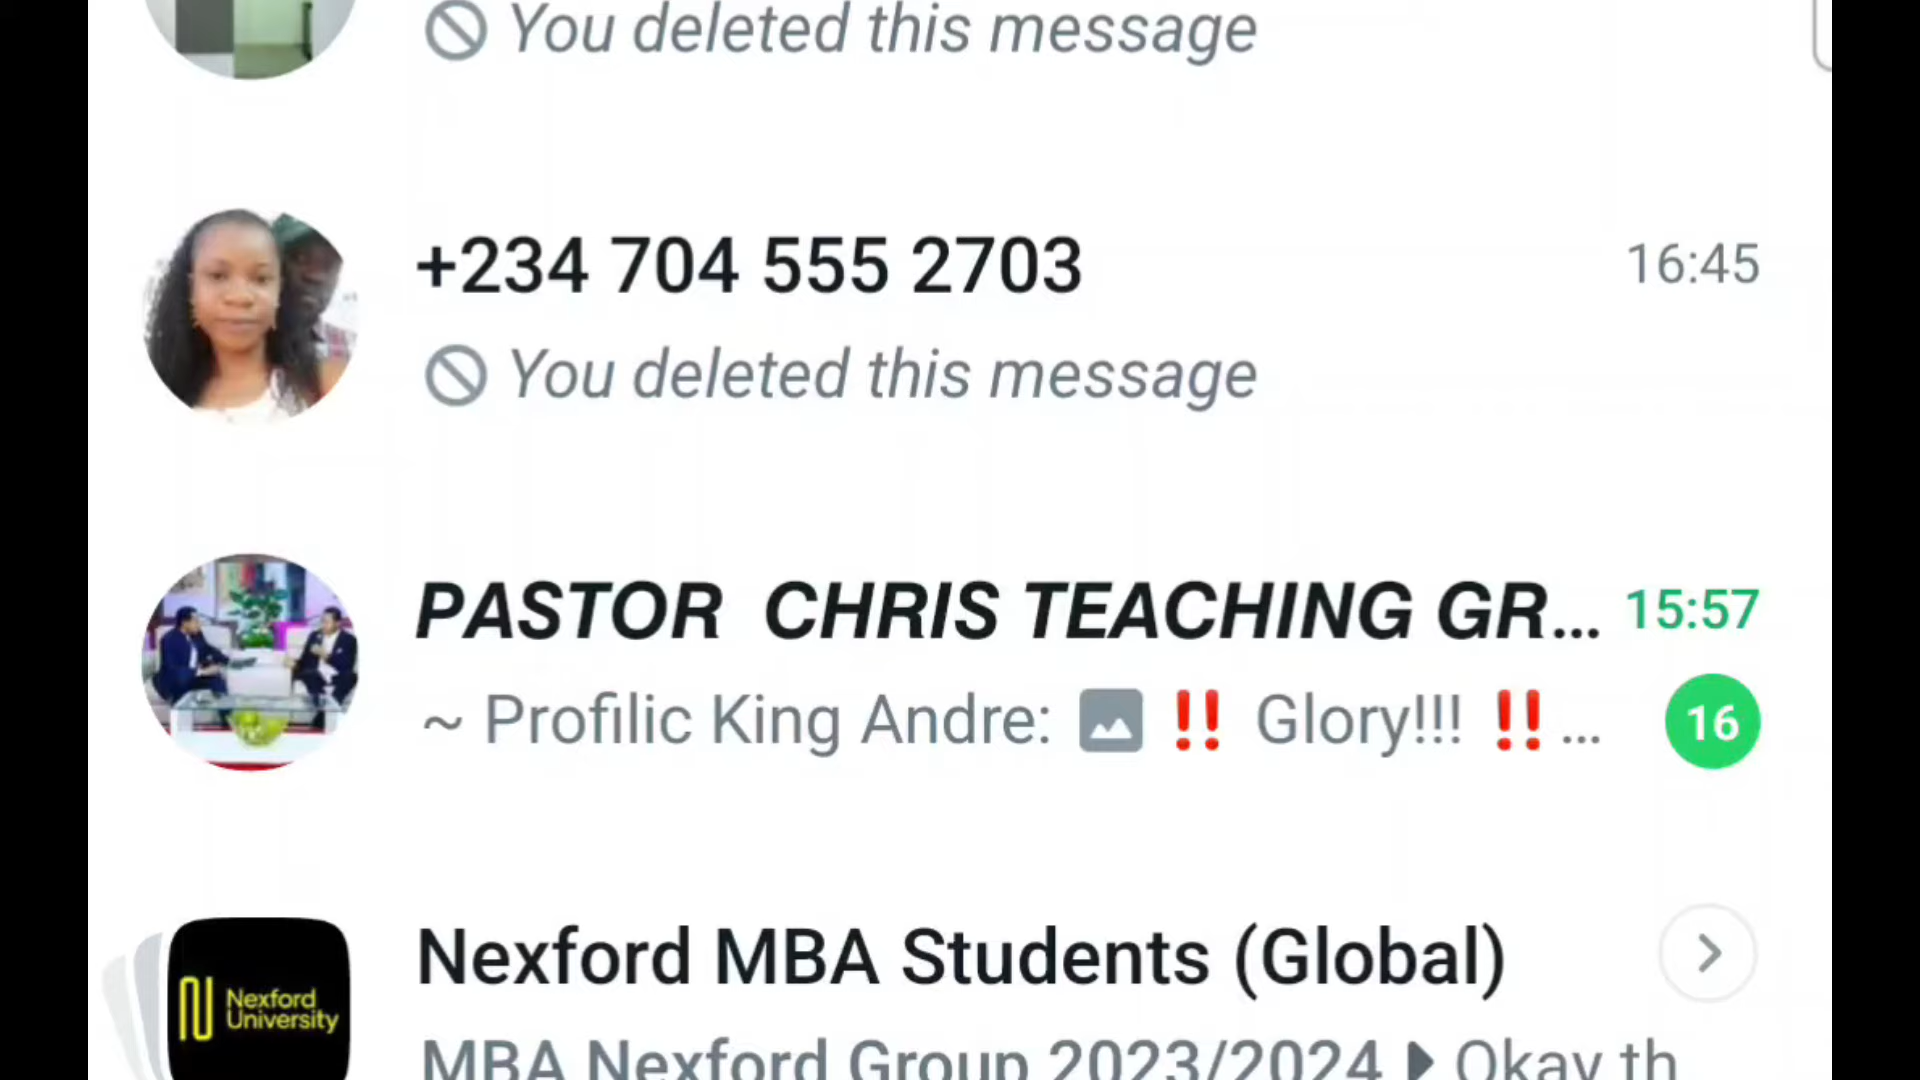 You deleted this message
+234 704 555 2703
16:45
You deleted this message
PASTOR  CHRIS TEACHING GR...
15:57
~ Profilic King Andre: ‼️ Glory!!! ‼️...
16
Nexford MBA Students (Global)
Nexford
University
MBA Nexford Group 2023/2024 ▸ Okay th